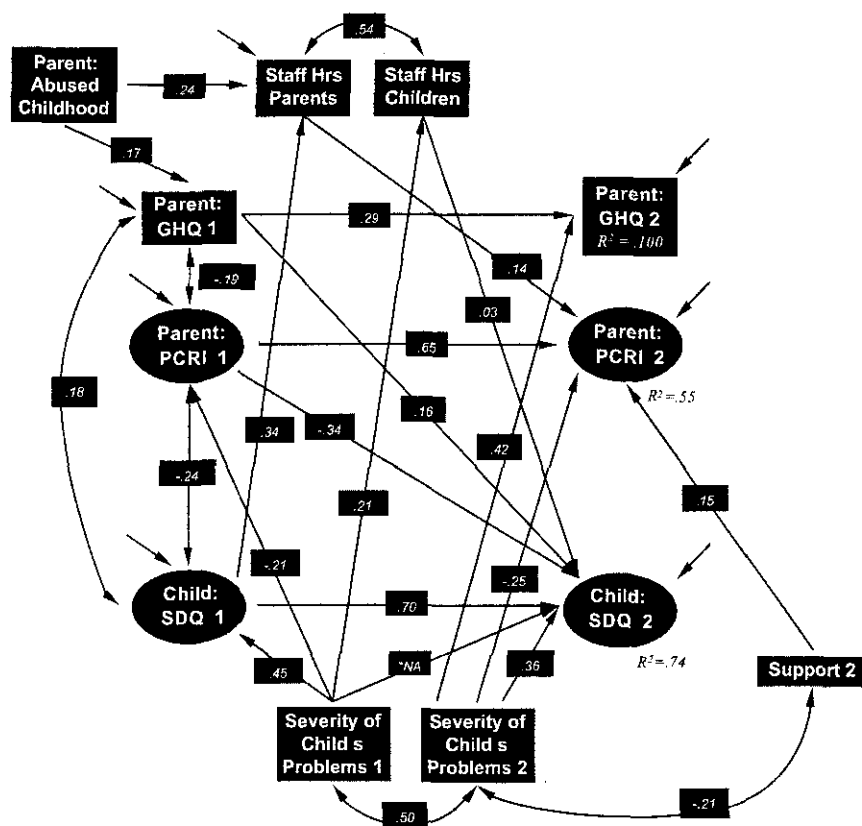 .54
Parent:
Abused
Childhood
Staff Hrs
Parents
Staff Hrs
Children
.24
.17
Parent:
GHQ 1
.29
Parent:
GHQ 2
R² = .100
-.19
.14
.03
Parent:
PCRI 1
.65
Parent:
PCRI 2
R² = .55
.18
.16
-.34
.34
.42
-.24
.21
.15
-.21
-.25
Child:
SDQ 1
.70
Child:
SDQ 2
R² = .74
.45
*NA
.36
Support 2
Severity of
Child s
Problems 1
Severity of
Child s
Problems 2
.50
-.21